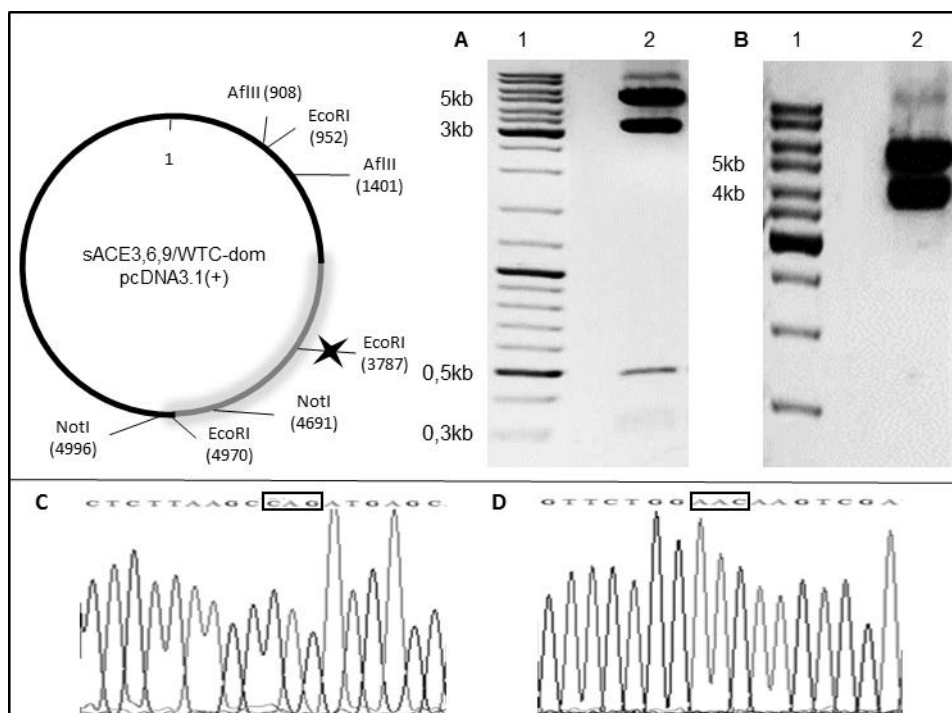 A 1 2 B 1 2
AflII (908)
EcoRI
(952)
AflII
(1401)
1
sACE3,6,9/WTC-dom
pcDNA3.1(+)
EcoRI
(3787)
NotI
(4691)
NotI
(4996)
EcoRI
(4970)
5kb
3kb
0,5kb
0,3kb
5kb
4kb
C CTCTTAAGCCAGATGAGC
D GTTCTGGAACAAGTCGA